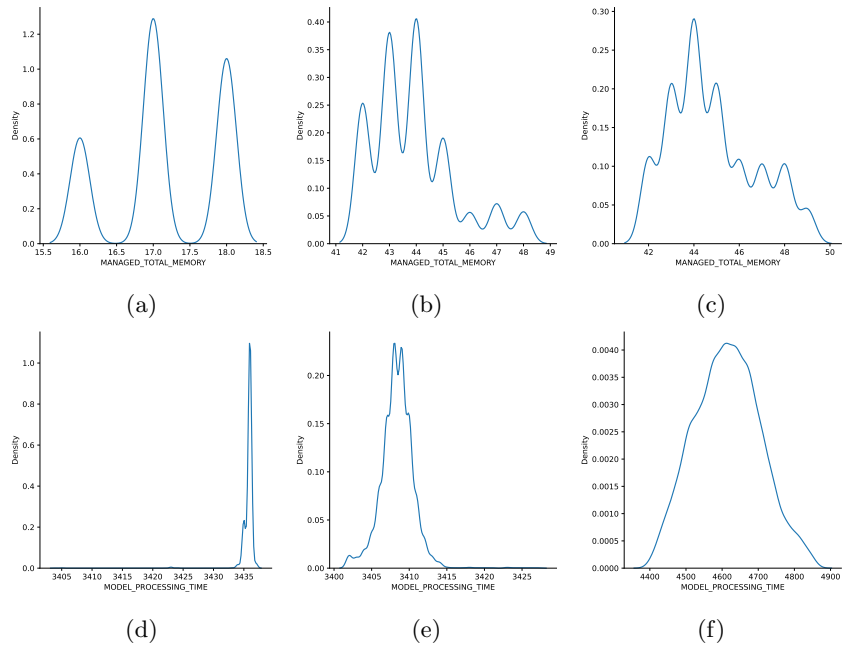 Density
1.2
1.0
0.8
0.6
0.4
0.2
0.0
15.5 16.0 16.5 17.0 17.5 18.0 18.5
MANAGED_TOTAL_MEMORY
(a)
Density
0.40
0.35
0.30
0.25
0.20
0.15
0.10
0.05
0.00
41 42 43 44 45 46 47 48 49
MANAGED_TOTAL_MEMORY
(b)
Density
0.30
0.25
0.20
0.15
0.10
0.05
0.00
42 44 46 48 50
MANAGED_TOTAL_MEMORY
(c)
Density
1.0
0.8
0.6
0.4
0.2
0.0
3405 3410 3415 3420 3425 3430 3435
MODEL_PROCESSING_TIME
(d)
Density
0.20
0.15
0.10
0.05
0.00
3400 3405 3410 3415 3420 3425
MODEL_PROCESSING_TIME
(e)
Density
0.0040
0.0035
0.0030
0.0025
0.0020
0.0015
0.0010
0.0005
0.0000
4400 4500 4600 4700 4800 4900
MODEL_PROCESSING_TIME
(f)